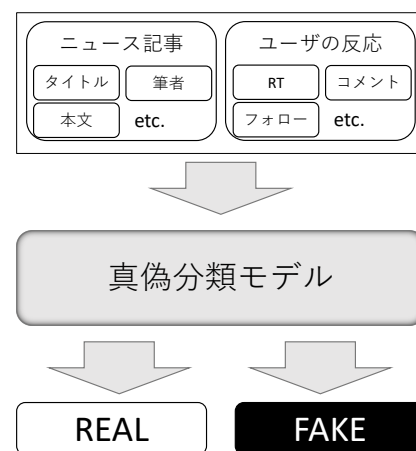 ニュース記事
タイトル 筆者
本文 etc.
ユーザの反応
RT コメント
フォロー etc.
真偽分類モデル
REAL FAKE